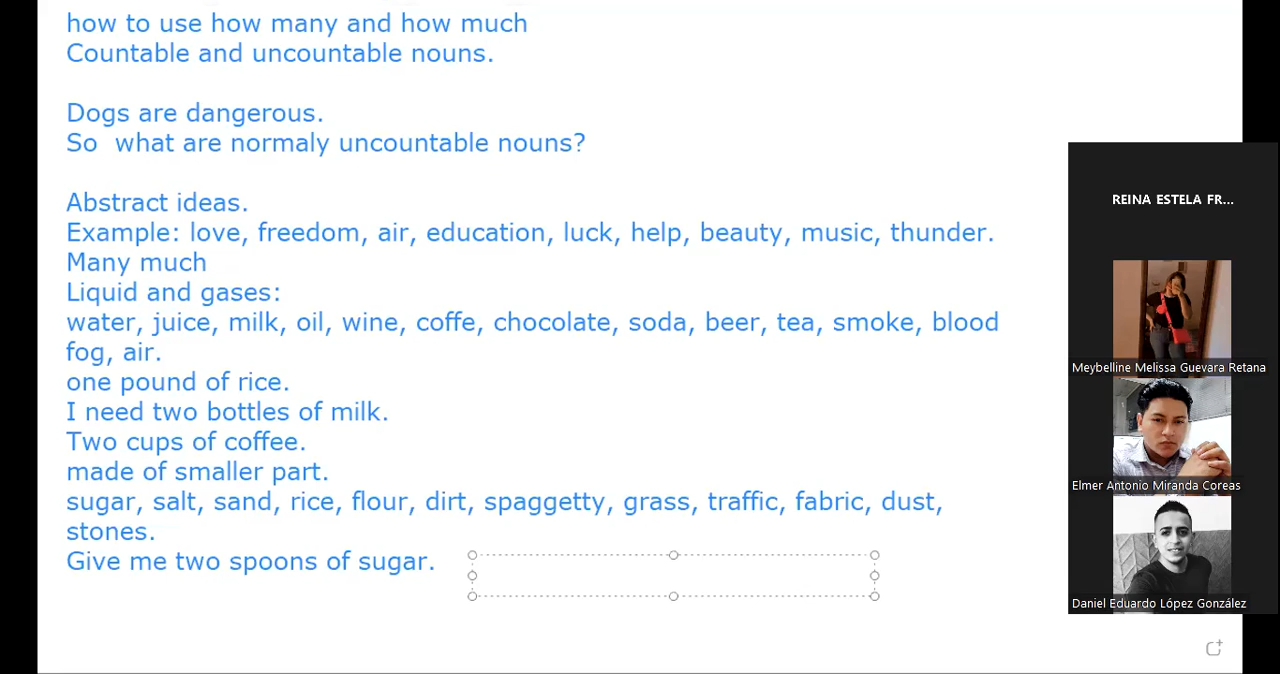 how to use how many and how much
Countable and uncountable nouns.
Dogs are dangerous.
So  what are normaly uncountable nouns?
Abstract ideas.
Example: love, freedom, air, education, luck, help, beauty, music, thunder.
Many much
Liquid and gases:
water, juice, milk, oil, wine, coffe, chocolate, soda, beer, tea, smoke, blood
fog, air.
one pound of rice.
I need two bottles of milk.
Two cups of coffee.
made of smaller part.
sugar, salt, sand, rice, flour, dirt, spaggetty, grass, traffic, fabric, dust,
stones.
Give me two spoons of sugar.
REINA ESTELA FR...
Meybelline Melissa Guevara Retana
Elmer Antonio Miranda Coreas
Daniel Eduardo López González